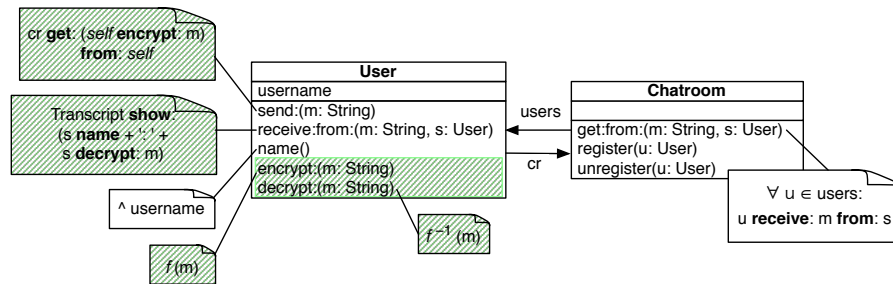 cr get: (self encrypt: m)
from: self
Transcript show:
(s name + ': ' +
s decrypt: m)
^ username
f (m)
User
username
send:(m: String)
receive:from:(m: String, s: User)
name()
encrypt:(m: String)
decrypt:(m: String)
f -1 (m)
users
cr
Chatroom
get:from:(m: String, s: User)
register(u: User)
unregister(u: User)
∀ u ∈ users:
u receive: m from: s